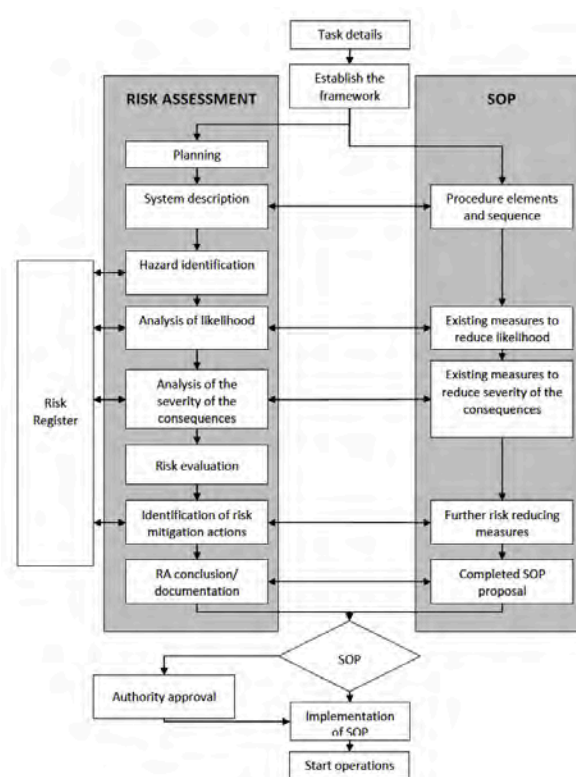 Task details
Establish the
framework
RISK ASSESSMENT
SOP
Planning
System description
Procedure elements
and sequence
Hazard identification
Analysis of likelihood
Existing measures to
reduce likelihood
Analysis of the
severity of the
consequences
Existing measures to
reduce severity of the
consequences
Risk
Register
Risk evaluation
Identification of risk
mitigation actions
Further risk reducing
measures
RA conclusion/
documentation
Completed SOP
proposal
SOP
Authority approval
Implementation
of SOP
Start operations